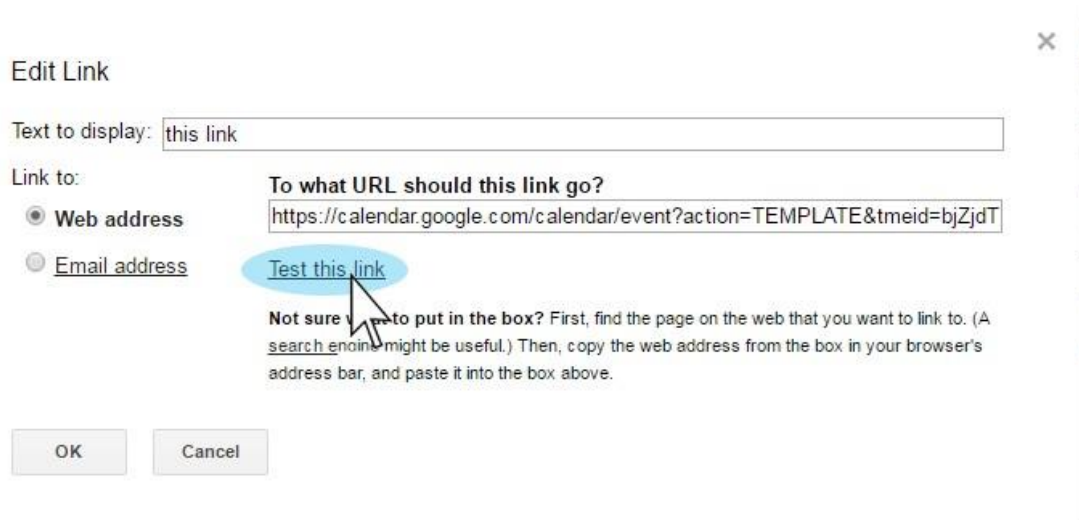 Edit Link
Text to display: this link
Link to:
To what URL should this link go?
Web address
https://calendar.google.com/calendar/event?action=TEMPLATE&tmeid=bjZjdT
Email address
Test this link
Not sure to put in the box? First, find the page on the web that you want to link to. (A
search engine might be useful.) Then, copy the web address from the box in your browser's
address bar, and paste it into the box above.
OK
Cancel